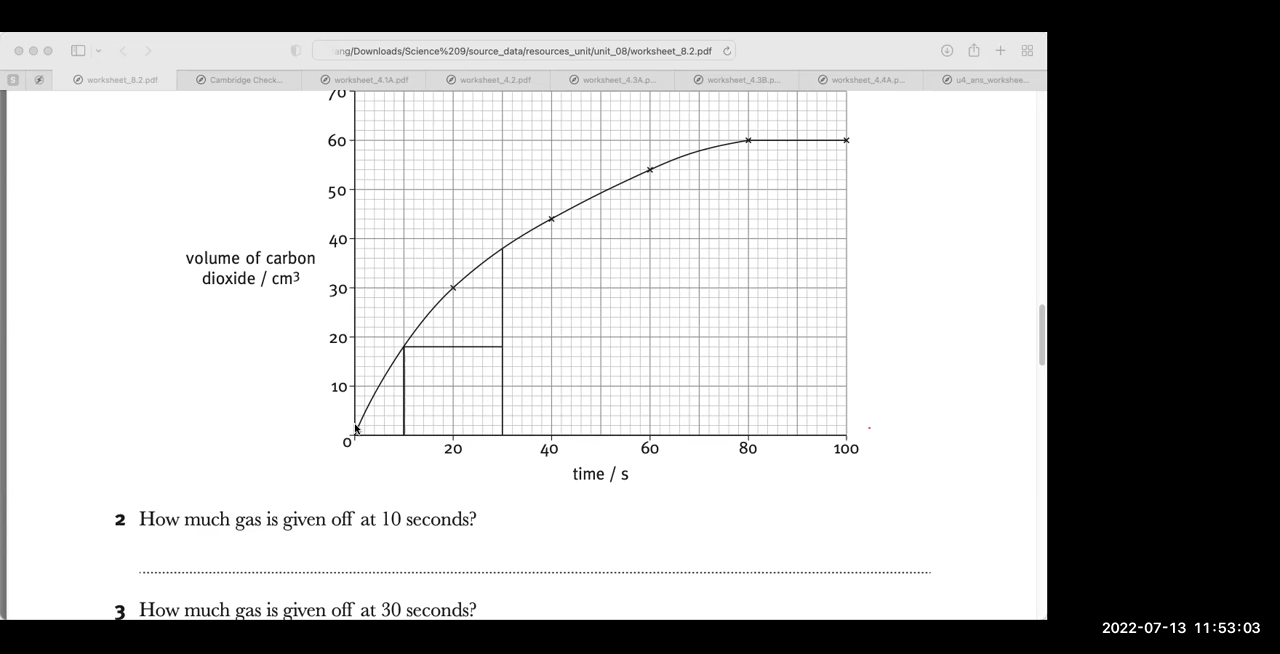 ang/Downloads/Science%209/source_data/resources_unit/unit_08/worksheet_8.2.pdf
S
worksheet_8.2.pdf
Cambridge Check...
worksheet_4.1A.pdf
worksheet_4.2.pdf
worksheet_4.3A.p...
worksheet_4.3B.p...
worksheet_4.4A.p...
u4_ans_workshee...
70
60
50
40
30
20
10
0
volume of carbon
dioxide / cm³
20 40 60 80 100
time / s
2 How much gas is given off at 10 seconds?
3 How much gas is given off at 30 seconds?
2022-07-13 11:53:03